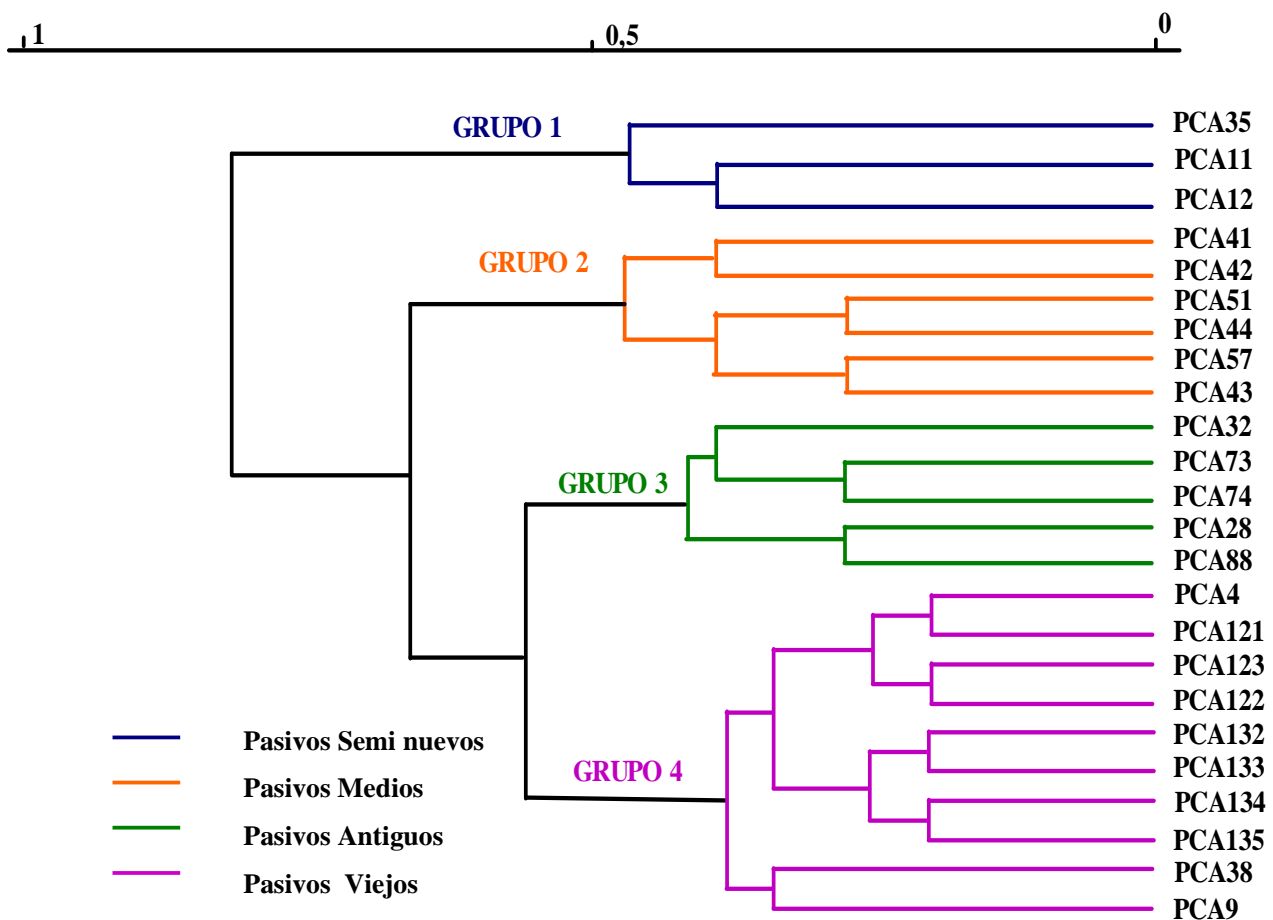 1
0,5
0
GRUPO 1
PCA35
PCA11
PCA12
GRUPO 2
PCA41
PCA42
PCA51
PCA44
PCA57
PCA43
GRUPO 3
PCA32
PCA73
PCA74
PCA28
PCA88
GRUPO 4
PCA4
PCA121
PCA123
PCA122
PCA132
PCA133
PCA134
PCA135
PCA38
PCA9
Pasivos Semi nuevos
Pasivos Medios
Pasivos Antiguos
Pasivos Viejos